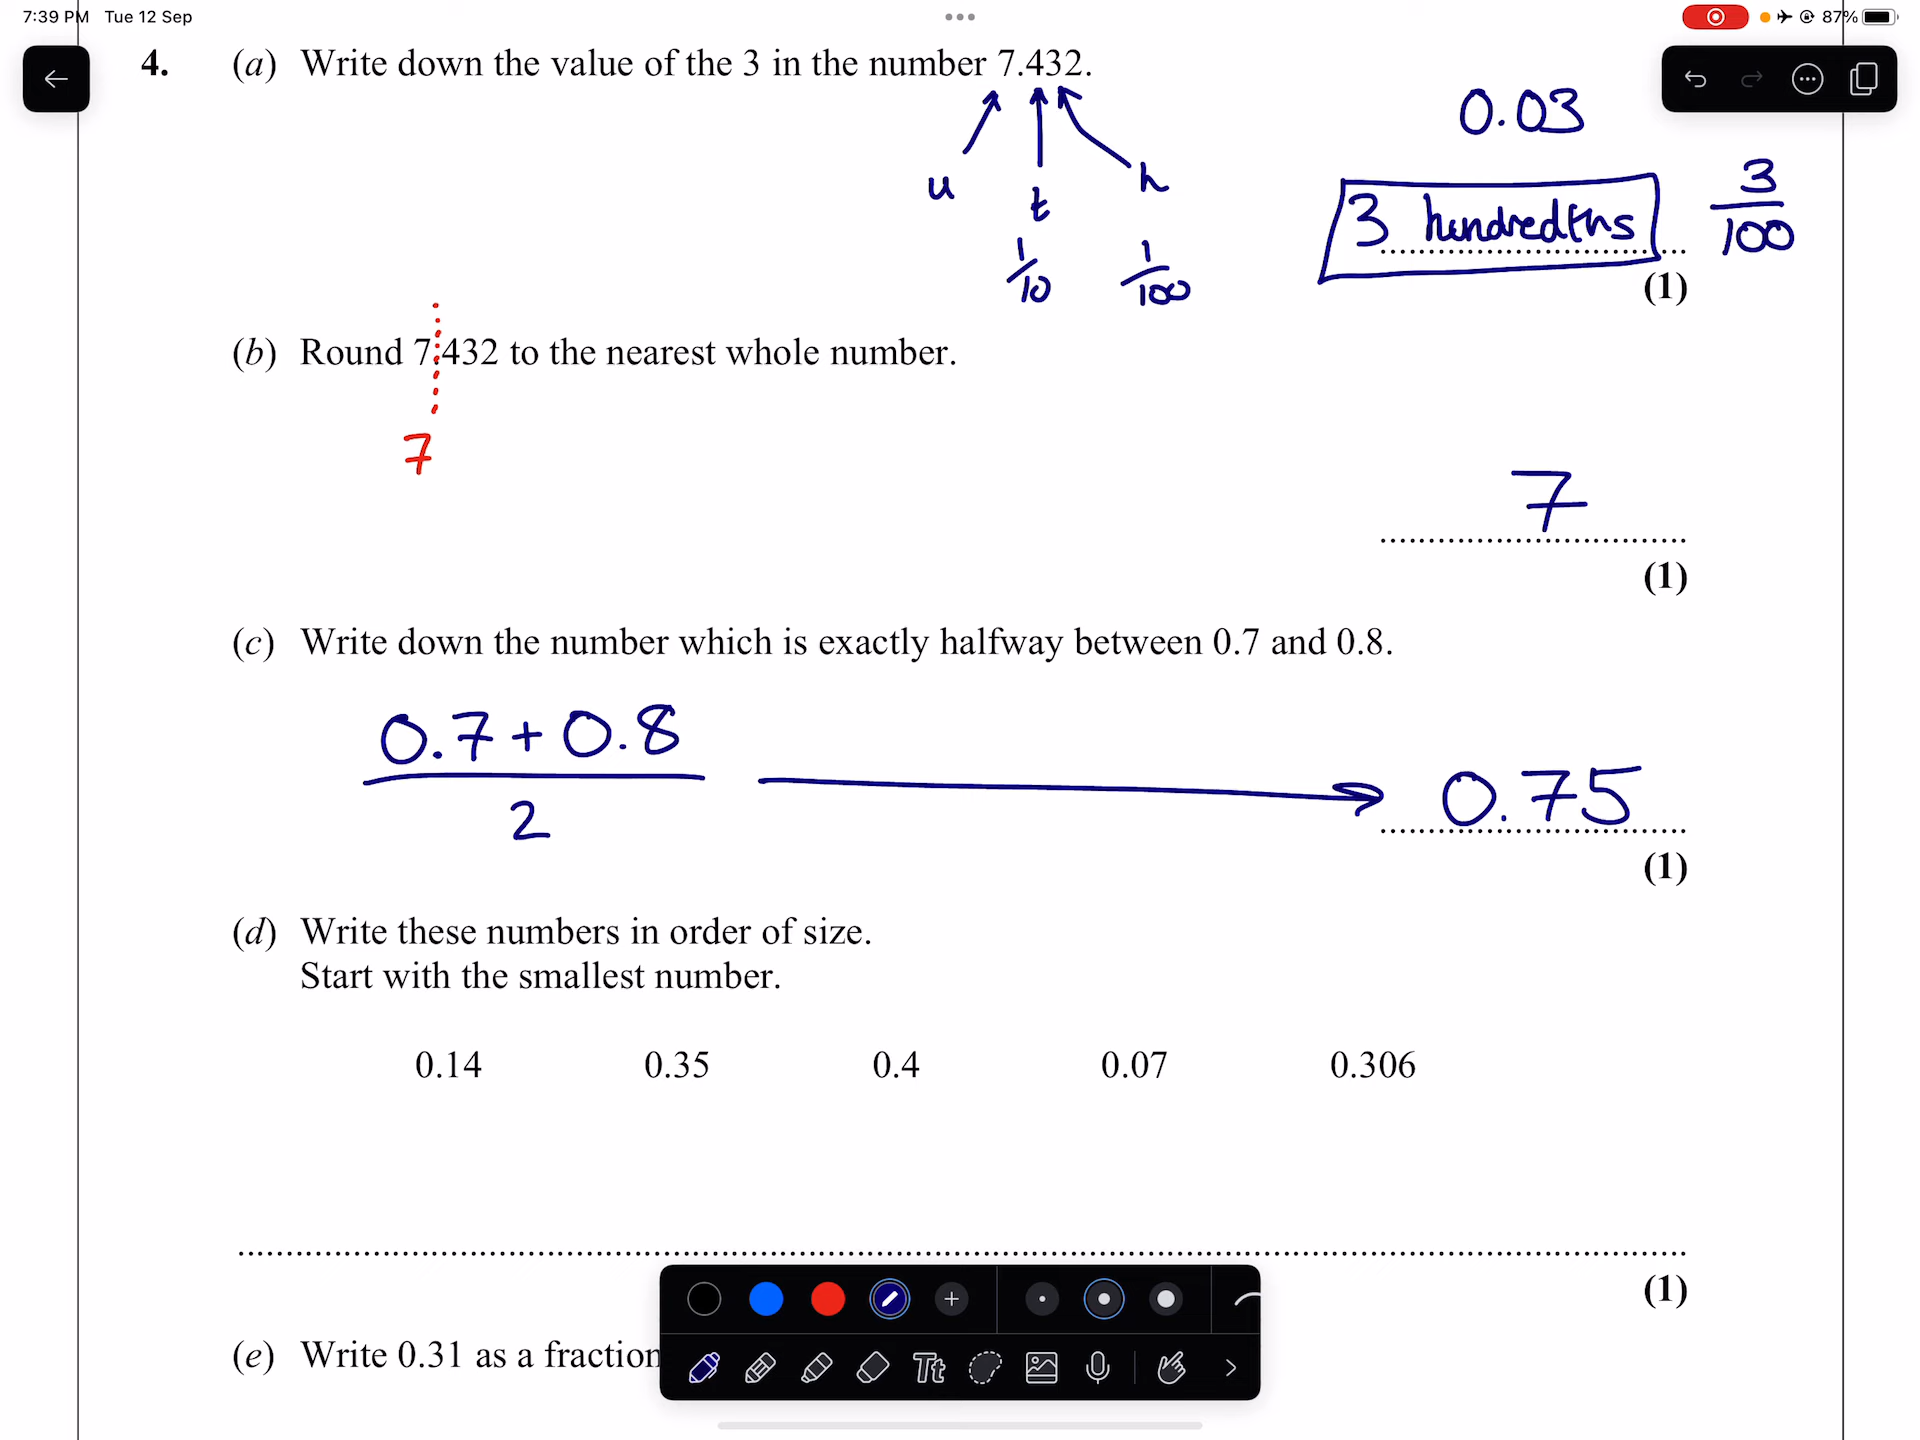 7:39 PM Tue 12 Sep 87%
4. (a) Write down the value of the 3 in the number 7.432.
0.03
u t h
3 hundredths 3/100
1/10 1/100
(1)
(b) Round 7.432 to the nearest whole number.
7
7
(1)
(c) Write down the number which is exactly halfway between 0.7 and 0.8.
0.7 + 0.8
2
0.75
(1)
(d) Write these numbers in order of size.
Start with the smallest number.
0.14 0.35 0.4 0.07 0.306
(1)
(e) Write 0.31 as a fraction
Tt